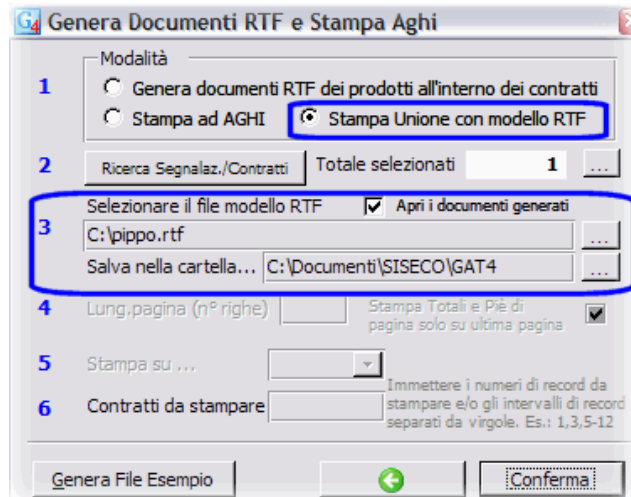 G4 Genera Documenti RTF e Stampa Aghi
Modalità
1 Genera documenti RTF dei prodotti all'interno dei contratti
Stampa ad AGHI Stampa Unione con modello RTF
2 Ricerca Segnalaz./Contratti Totale selezionati 1 ...
Selezionare il file modello RTF Apri i documenti generati
3 C:\pippo.rtf ...
Salva nella cartella... C:\Documenti\SISECO\GAT4 ...
4 Lung.pagina (n° righe) Stampa Totali e Piè di
pagina solo su ultima pagina
5 Stampa su ...
Immettere i numeri di record da
6 Contratti da stampare stampare e/o gli intervalli di record
separati da virgole. Es.: 1,3,5-12
Genera File Esempio Conferma